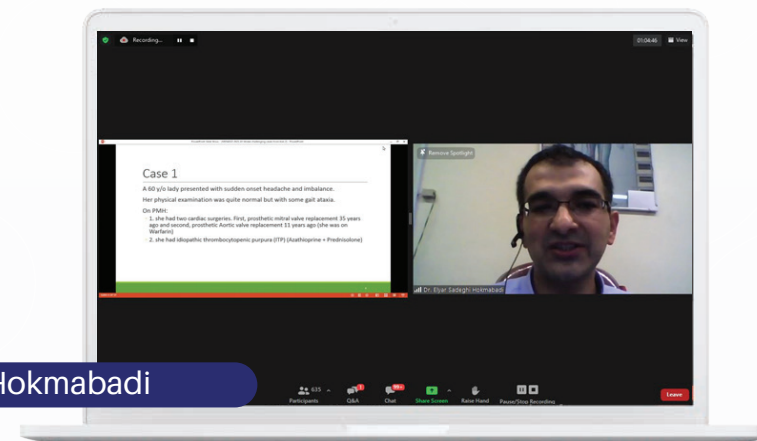 Recording...
01:04:46 View
Case 1
A 60 y/o lady presented with sudden onset headache and imbalance.
Her physical examination was quite normal but with some gait ataxia.
On PMH:
1. she had two cardiac surgeries. First, prosthetic mitral valve replacement 35 years
ago and second, prosthetic Aortic valve replacement 11 years ago (she was on
Warfarin)
2. she had idiopathic thrombocytopenic purpura (ITP) (Azathioprine + Prednisolone)
Remove Spotlight
Dr. Elyar Sadeghi Hokmabadi
Hokmabadi
635
99+
Participants Q&A Chat Share Screen Raise Hand Pause/Stop Recording
Leave